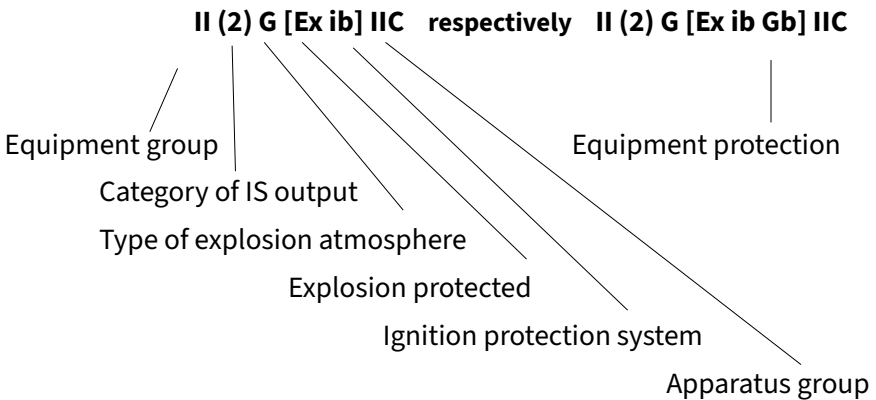 II (2) G [Ex ib] IIC respectively II (2) G [Ex ib Gb] IIC
Equipment group
Equipment protection
Category of IS output
Type of explosion atmosphere
Explosion protected
Ignition protection system
Apparatus group